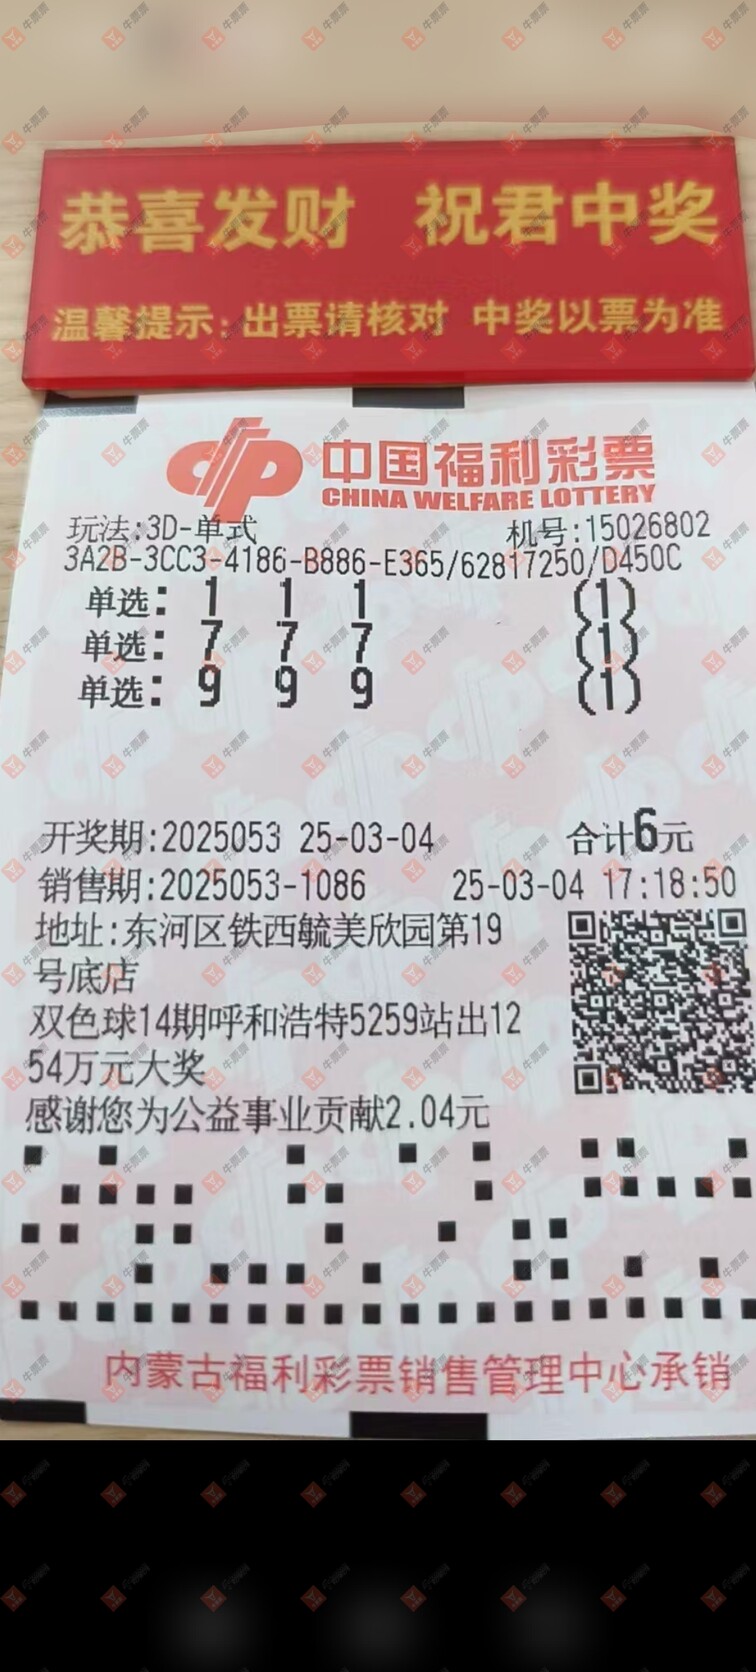 恭喜发财 祝君中奖
温馨提示:出票请核对 中奖以票为准
中国福利彩票
CHINA WELFARE LOTTERY
玩法:3D-单式 机号:15026802
3A2B-3CC3-4186-B886-E365/62817250/D450C
单选: 1 1 1 (1)
单选: 7 7 7 (1)
单选: 9 9 9 (1)
开奖期:2025053 25-03-04 合计6元
销售期:2025053-1086 25-03-04 17:18:50
地址:东河区铁西毓美欣园第19
号底店
双色球14期呼和浩特5259站出12
54万元大奖
感谢您为公益事业贡献2.04元
内蒙古福利彩票销售管理中心承销